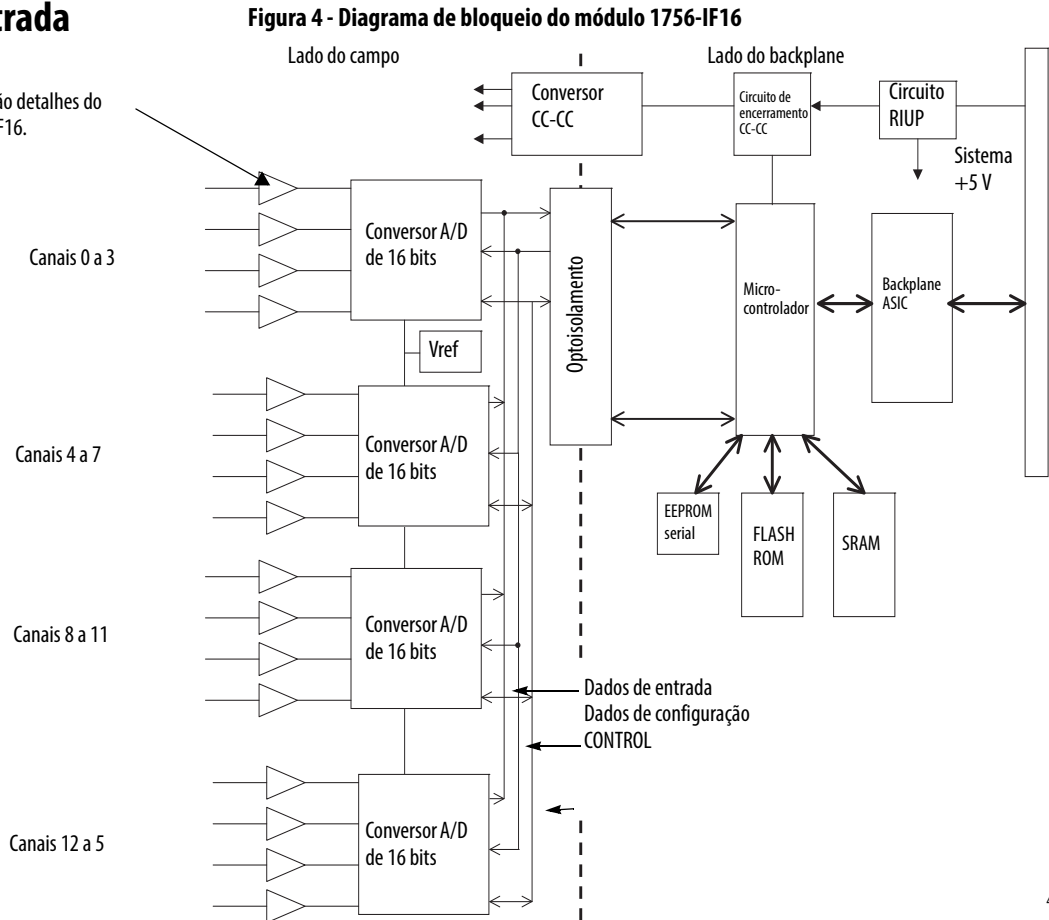 trada
Figura 4 - Diagrama de bloqueio do módulo 1756-IF16
Lado do campo
Lado do backplane
ão detalhes do
F16.
Conversor
CC-CC
Circuito de
encerramento
CC-CC
Circuito
RIUP
Sistema
+5 V
Canais 0 a 3
Conversor A/D
de 16 bits
Optoisolamento
Micro-
controlador
Backplane
ASIC
Vref
Canais 4 a 7
Conversor A/D
de 16 bits
EEPROM
serial
FLASH
ROM
SRAM
Canais 8 a 11
Conversor A/D
de 16 bits
Dados de entrada
Dados de configuração
CONTROL
Canais 12 a 5
Conversor A/D
de 16 bits